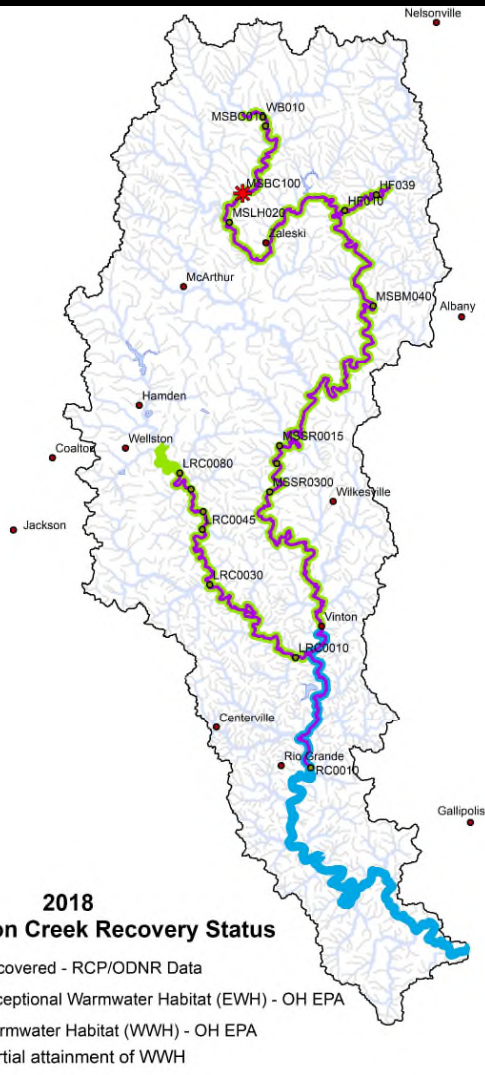 Nelsonville
WB010
MSBC010
MSBC100
HF039
HF010
MSLH020
Zaleski
McArthur
MSBM040
Albany
Hamden
Wellston
MSSR0015
Coalton
LRC0080
MSSR0300
Wilkesville
RC0045
Jackson
LRC0030
Vinton
LRC0010
Centerville
Rio Grande
RC0010
Gallipolis
2018
on Creek Recovery Status
covered - RCP/ODNR Data
ceptional Warmwater Habitat (EWH) - OH EPA
rmwater Habitat (WWH) - OH EPA
rtial attainment of WWH